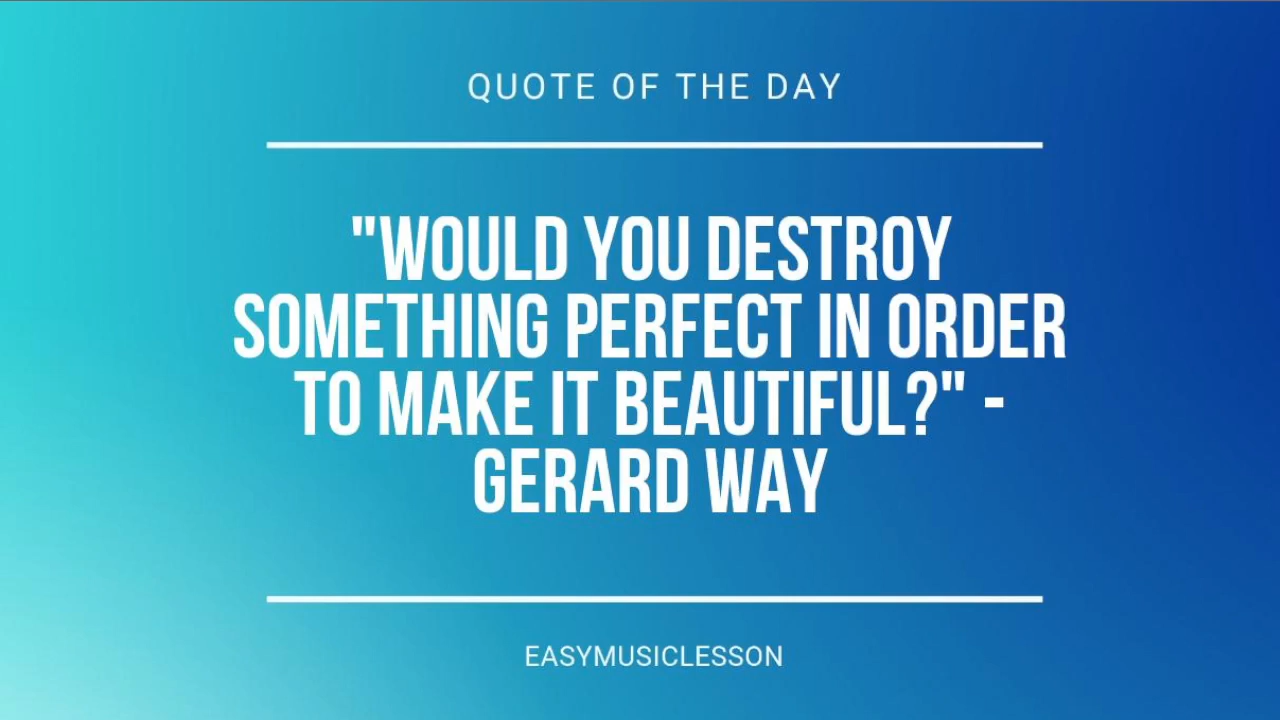 QUOTE OF THE DAY
"WOULD YOU DESTROY
SOMETHING PERFECT IN ORDER
TO MAKE IT BEAUTIFUL?" -
GERARD WAY
EASYMUSICLESSON